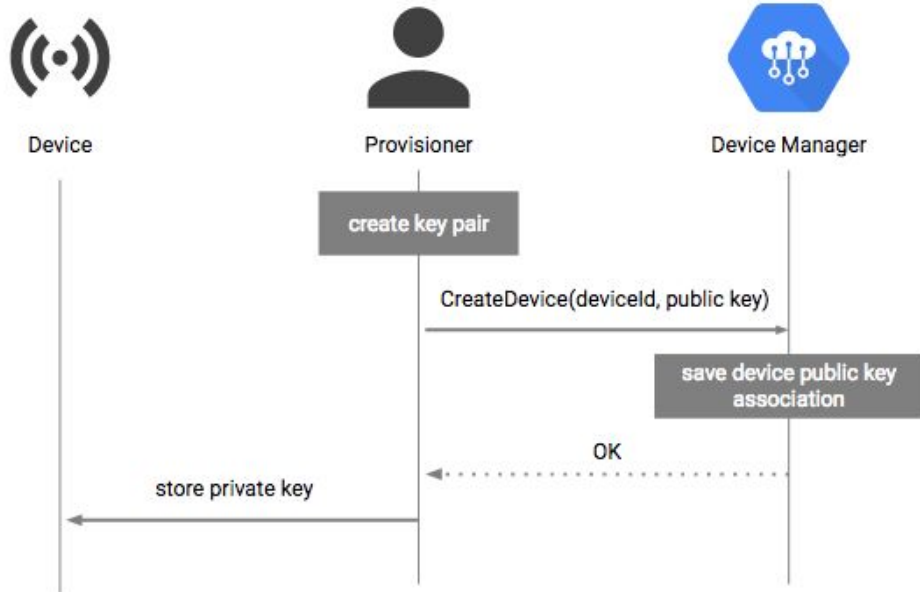 Device
Provisioner
Device Manager
create key pair
CreateDevice(deviceId, public key)
save device public key
association
OK
store private key